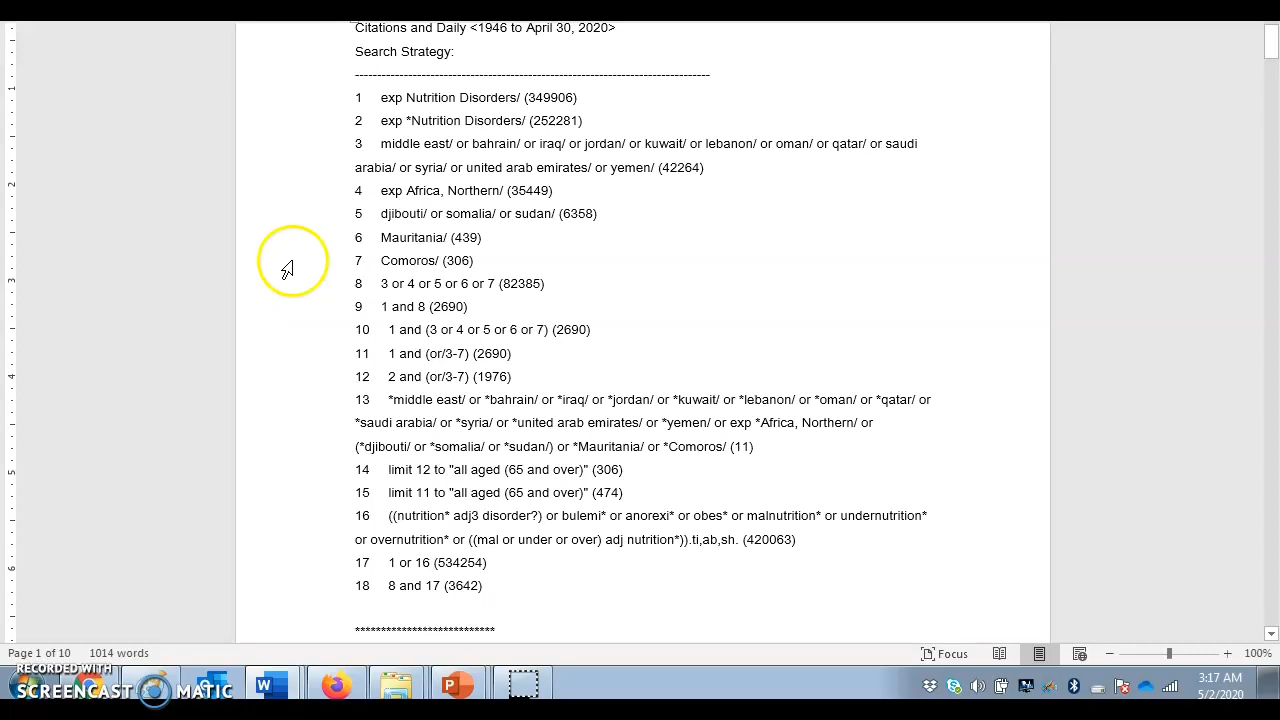 Citations and Daily <1946 to April 30, 2020>
Search Strategy:
--------------------------------------------------------------------------------
1 exp Nutrition Disorders/ (349906)
2 exp *Nutrition Disorders/ (252281)
3 middle east/ or bahrain/ or iraq/ or jordan/ or kuwait/ or lebanon/ or oman/ or qatar/ or saudi
arabia/ or syria/ or united arab emirates/ or yemen/ (42264)
4 exp Africa, Northern/ (35449)
5 djibouti/ or somalia/ or sudan/ (6358)
6 Mauritania/ (439)
7 Comoros/ (306)
8 3 or 4 or 5 or 6 or 7 (82385)
9 1 and 8 (2690)
10 1 and (3 or 4 or 5 or 6 or 7) (2690)
11 1 and (or/3-7) (2690)
12 2 and (or/3-7) (1976)
13 *middle east/ or *bahrain/ or *iraq/ or *jordan/ or *kuwait/ or *lebanon/ or *oman/ or *qatar/ or
*saudi arabia/ or *syria/ or *united arab emirates/ or *yemen/ or exp *Africa, Northern/ or
(*djibouti/ or *somalia/ or *sudan/) or *Mauritania/ or *Comoros/ (11)
14 limit 12 to "all aged (65 and over)" (306)
15 limit 11 to "all aged (65 and over)" (474)
16 ((nutrition* adj3 disorder?) or bulemi* or anorexi* or obes* or malnutrition* or undernutrition*
or overnutrition* or ((mal or under or over) adj nutrition*)).ti,ab,sh. (420063)
17 1 or 16 (534254)
18 8 and 17 (3642)
***************************
Page 1 of 10 1014 words Focus 100%
RECORDED WITH
SCREENCAST MATIC
3:17 AM
5/2/2020